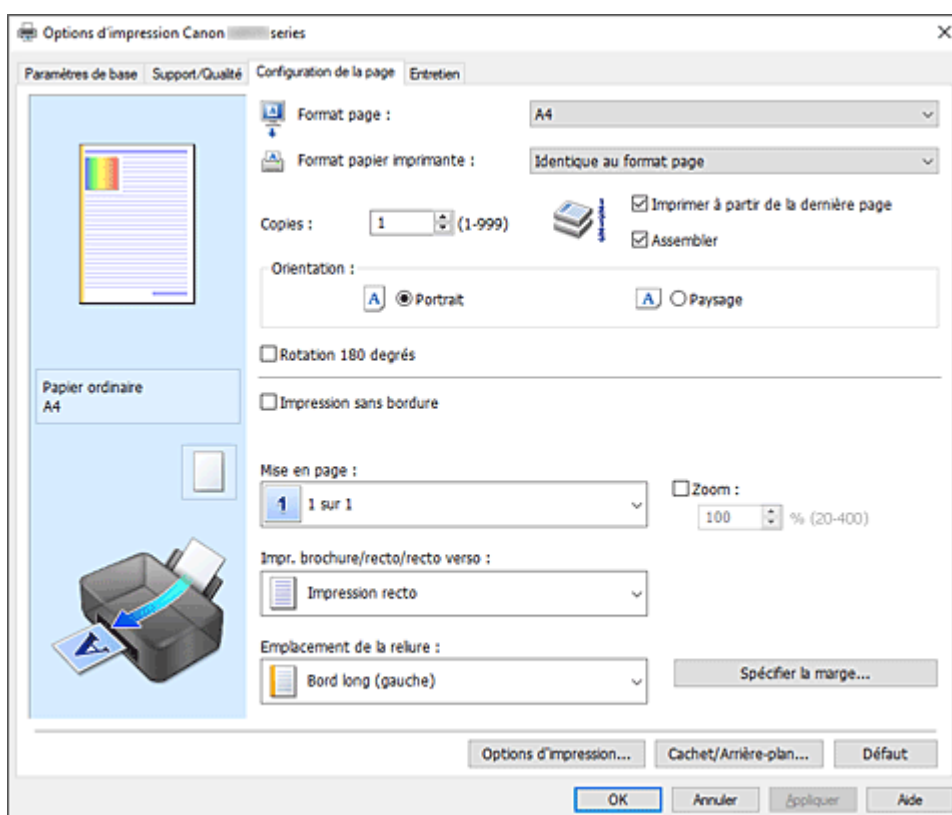 Options d'impression Canon series
Paramètres de base Support/Qualité Configuration de la page Entretien
Format page : A4
Format papier imprimante : Identique au format page
Copies : 1 (1-999)
Imprimer à partir de la dernière page
Assembler
Orientation :
A Portrait A Paysage
Rotation 180 degrés
Papier ordinaire
A4
Impression sans bordure
Mise en page :
1 1 sur 1
Zoom :
100 % (20-400)
Impr. brochure/recto/recto verso :
Impression recto
Emplacement de la reliure :
Bord long (gauche)
Spécifier la marge...
A
Options d'impression... Cachet/Arrière-plan... Défaut
OK Annuler Appliquer Aide